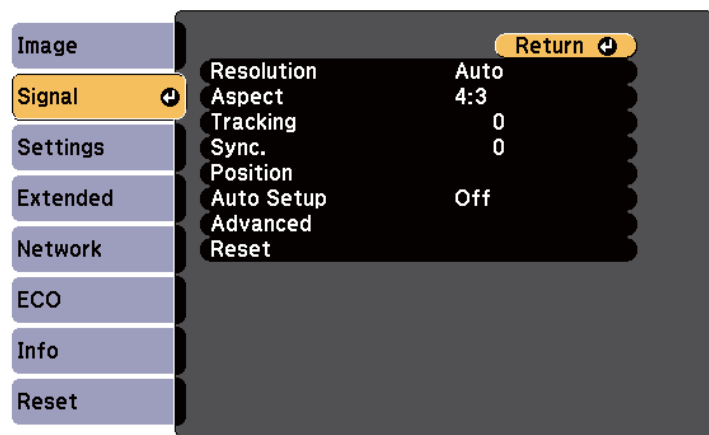 Image
Signal
Settings
Extended
Network
ECO
Info
Reset
Return
Resolution Auto
Aspect 4:3
Tracking 0
Sync. 0
Position
Auto Setup Off
Advanced
Reset